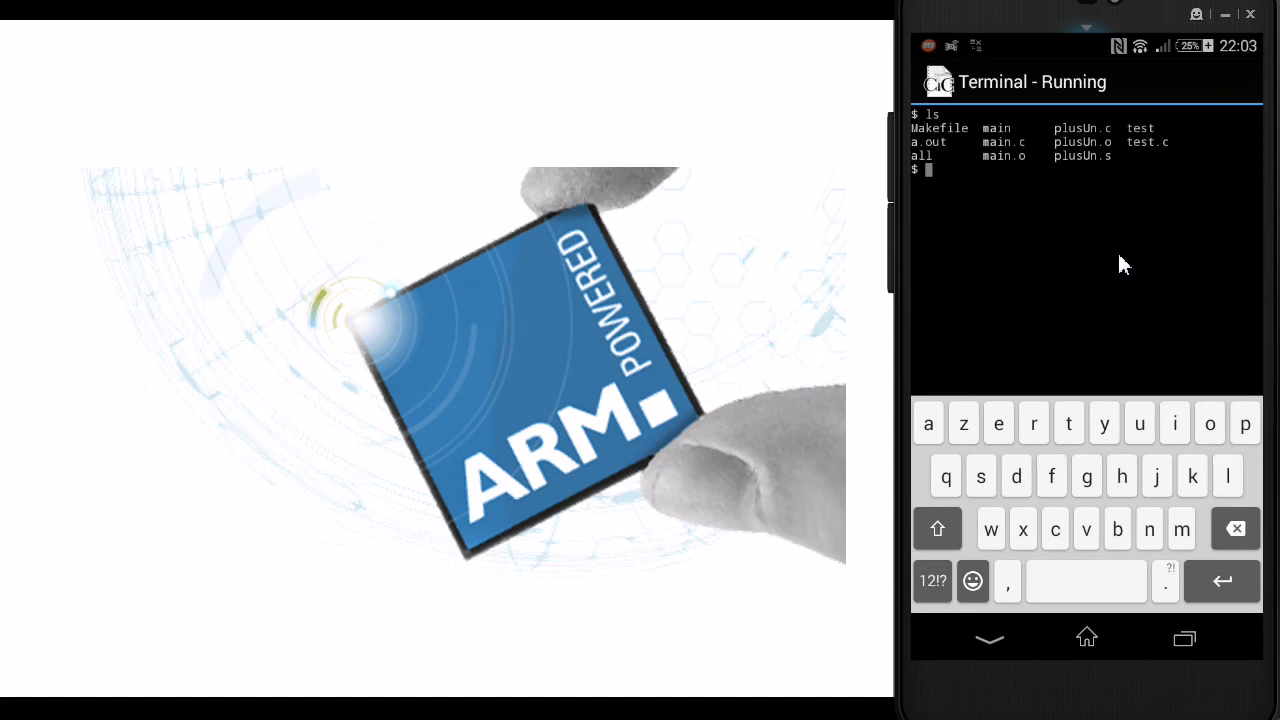 POWERED
ARM
25%
22:03
CiC
Terminal - Running
$ ls
Makefile main plusUn.c test
a.out main.c plusUn.o test.c
all main.o plusUn.s
$
a z e r t y u i o p
q s d f g h j k l
w x c v b n m
12!? , ?! .